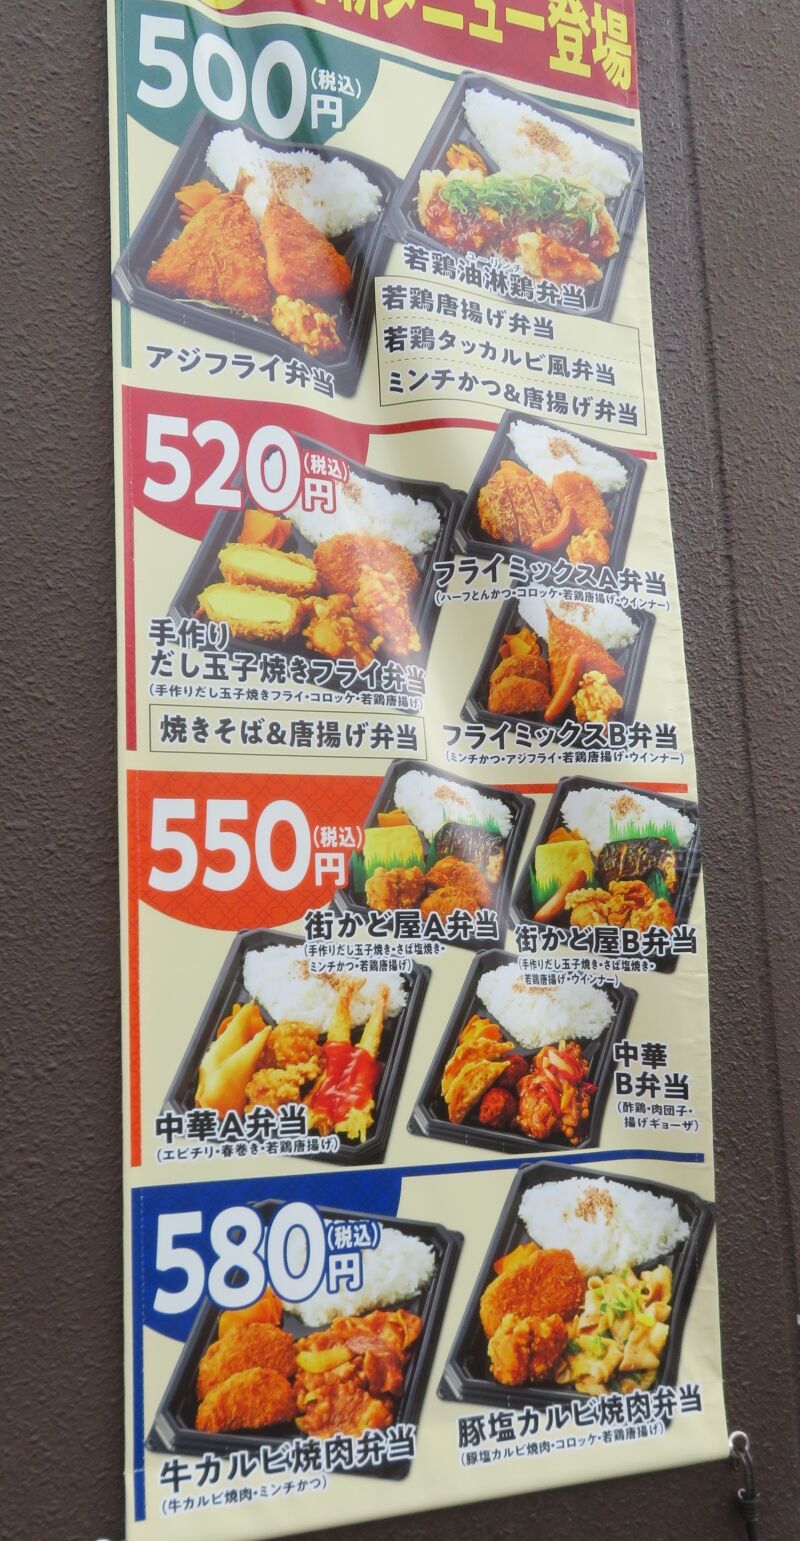 新メニュー登場
500円(税込)
アジフライ弁当
ユーリンチ
若鶏油淋鶏弁当
若鶏唐揚げ弁当
若鶏タッカルビ風弁当
ミンチかつ&唐揚げ弁当
520円(税込)
手作り
だし玉子焼きフライ弁当
(手作りだし玉子焼きフライ・コロッケ・若鶏唐揚げ)
焼きそば&唐揚げ弁当
フライミックスA弁当
(ハーフとんかつ・コロッケ・若鶏唐揚げ・ウインナー)
フライミックスB弁当
(ミンチかつ・アジフライ・若鶏唐揚げ・ウインナー)
550円(税込)
街かど屋A弁当
(手作りだし玉子焼き・さば塩焼き・
ミンチかつ・若鶏唐揚げ)
街かど屋B弁当
(手作りだし玉子焼き・さば塩焼き・
若鶏唐揚げ・ウインナー)
中華A弁当
(エビチリ・春巻き・若鶏唐揚げ)
中華
B弁当
(酢鶏・肉団子・
揚げギョーザ)
580円(税込)
牛カルビ焼肉弁当
(牛カルビ焼肉・ミンチかつ)
豚塩カルビ焼肉弁当
(豚塩カルビ焼肉・コロッケ・若鶏唐揚げ)